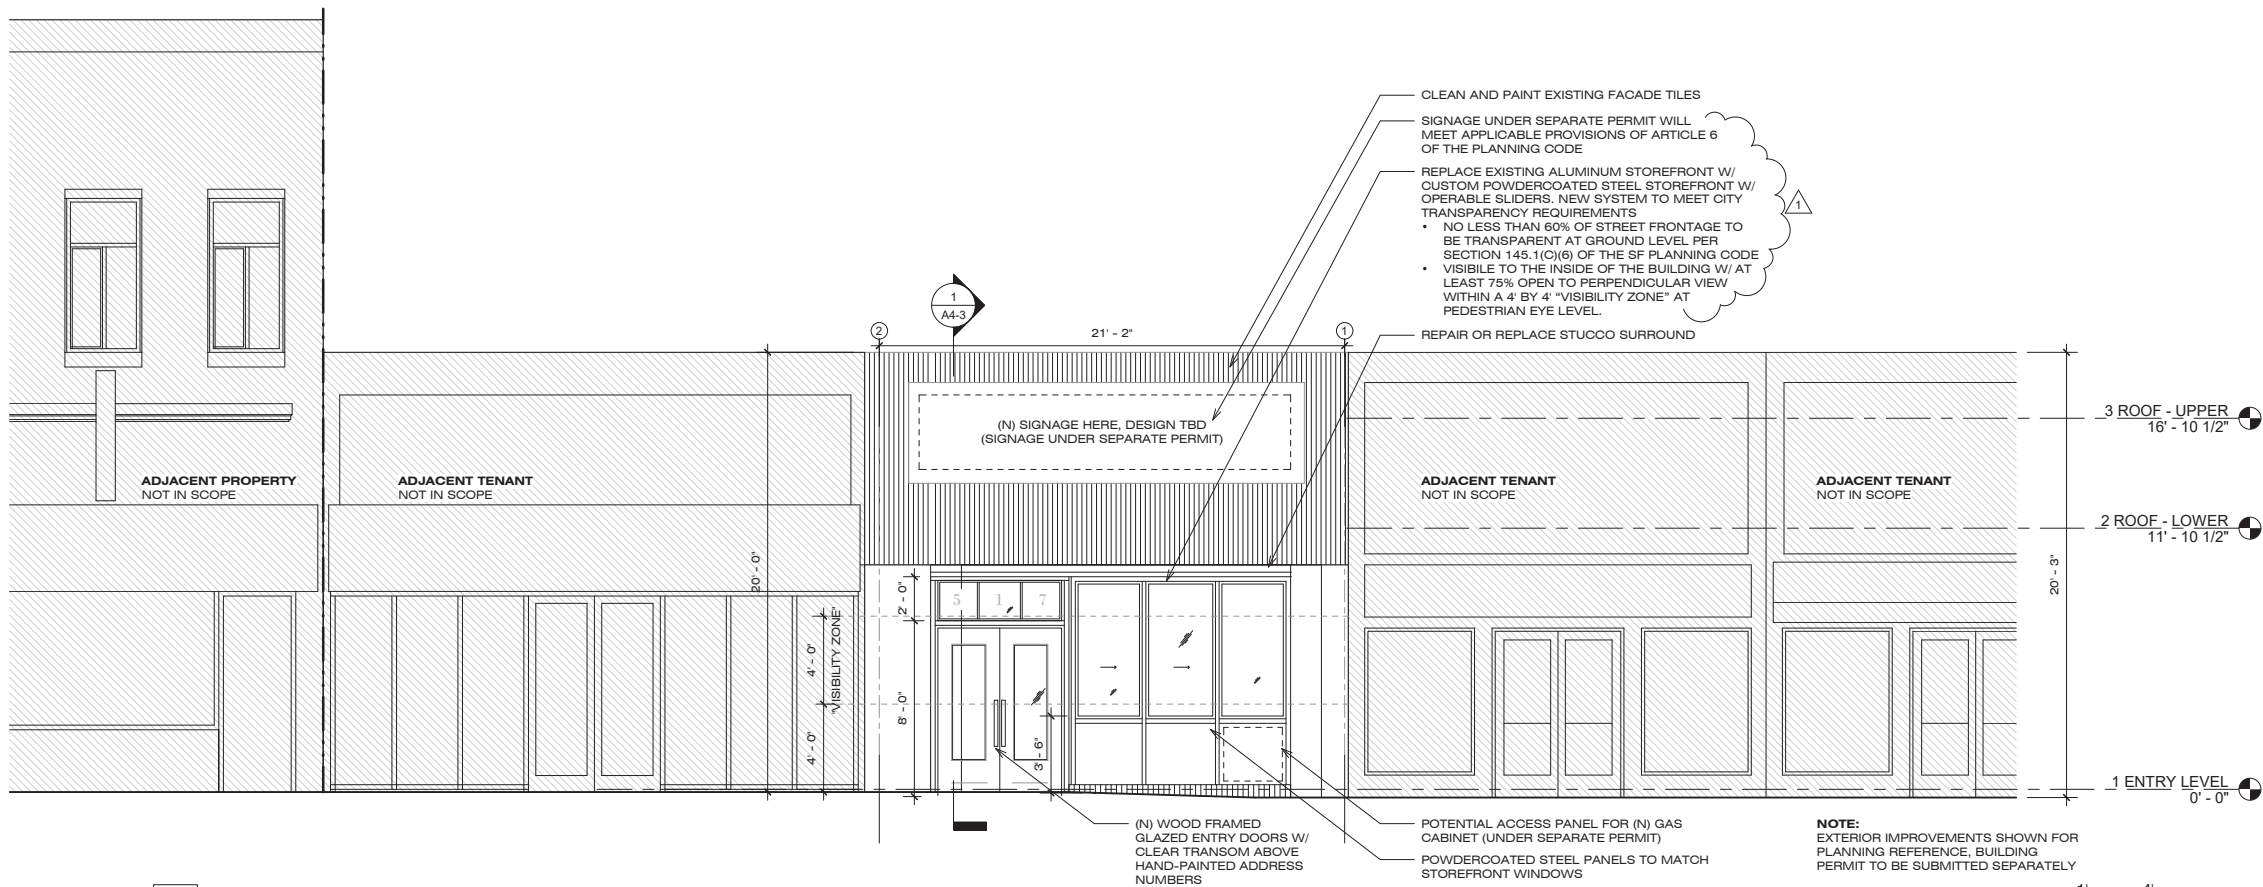 CLEAN AND PAINT EXISTING FACADE TILES
SIGNAGE UNDER SEPARATE PERMIT WILL
MEET APPLICABLE PROVISIONS OF ARTICLE 6
OF THE PLANNING CODE
REPLACE EXISTING ALUMINUM STOREFRONT W/
CUSTOM POWDERCOATED STEEL STOREFRONT W/
OPERABLE SLIDERS. NEW SYSTEM TO MEET CITY
TRANSPARENCY REQUIREMENTS
• NO LESS THAN 60% OF STREET FRONTAGE TO
BE TRANSPARENT AT GROUND LEVEL PER
SECTION 145.1(C)(6) OF THE SF PLANNING CODE
• VISIBILE TO THE INSIDE OF THE BUILDING W/ AT
LEAST 75% OPEN TO PERPENDICULAR VIEW
WITHIN A 4' BY 4' "VISIBILITY ZONE" AT
PEDESTRIAN EYE LEVEL.
1
REPAIR OR REPLACE STUCCO SURROUND
1
A4-3
2
21' - 2"
1
3 ROOF - UPPER
16' - 10 1/2"
(N) SIGNAGE HERE, DESIGN TBD
(SIGNAGE UNDER SEPARATE PERMIT)
ADJACENT PROPERTY
NOT IN SCOPE
ADJACENT TENANT
NOT IN SCOPE
ADJACENT TENANT
NOT IN SCOPE
ADJACENT TENANT
NOT IN SCOPE
2 ROOF - LOWER
11' - 10 1/2"
20' - 0"
4' - 0"
4' - 0"
"VISIBILITY ZONE"
2' - 0"
8' - 0"
5 1 7
3' - 6"
20' - 3"
1 ENTRY LEVEL
0' - 0"
(N) WOOD FRAMED
GLAZED ENTRY DOORS W/
CLEAR TRANSOM ABOVE
HAND-PAINTED ADDRESS
NUMBERS
POTENTIAL ACCESS PANEL FOR (N) GAS
CABINET (UNDER SEPARATE PERMIT)
POWDERCOATED STEEL PANELS TO MATCH
STOREFRONT WINDOWS
NOTE:
EXTERIOR IMPROVEMENTS SHOWN FOR
PLANNING REFERENCE, BUILDING
PERMIT TO BE SUBMITTED SEPARATELY
1' 4'